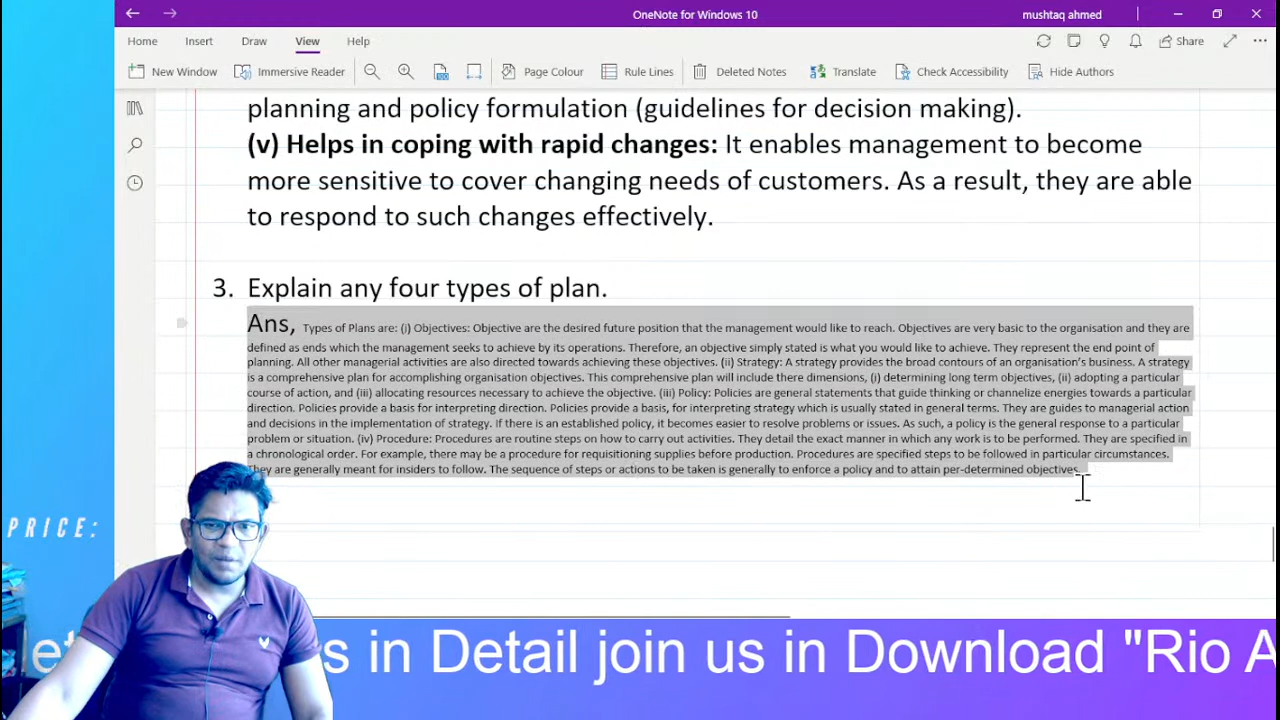 OneNote for Windows 10
mushtaq ahmed
Home Insert Draw View Help
Share
New Window Immersive Reader Page Colour Rule Lines Deleted Notes Translate Check Accessibility Hide Authors
planning and policy formulation (guidelines for decision making).
(v) Helps in coping with rapid changes: It enables management to become
more sensitive to cover changing needs of customers. As a result, they are able
to respond to such changes effectively.
3. Explain any four types of plan.
Ans, Types of Plans are: (i) Objectives: Objective are the desired future position that the management would like to reach. Objectives are very basic to the organisation and they are
defined as ends which the management seeks to achieve by its operations. Therefore, an objective simply stated is what you would like to achieve. They represent the end point of
planning. All other managerial activities are also directed towards achieving these objectives. (ii) Strategy: A strategy provides the broad contours of an organisation's business. A strategy
is a comprehensive plan for accomplishing organisation objectives. This comprehensive plan will include there dimensions, (i) determining long term objectives, (ii) adopting a particular
course of action, and (iii) allocating resources necessary to achieve the objective. (iii) Policy: Policies are general statements that guide thinking or channelize energies towards a particular
direction. Policies provide a basis for interpreting direction. Policies provide a basis, for interpreting strategy which is usually stated in general terms. They are guides to managerial action
and decisions in the implementation of strategy. If there is an established policy, it becomes easier to resolve problems or issues. As such, a policy is the general response to a particular
problem or situation. (iv) Procedure: Procedures are routine steps on how to carry out activities. They detail the exact manner in which any work is to be performed. They are specified in
a chronological order. For example, there may be a procedure for requisitioning supplies before production. Procedures are specified steps to be followed in particular circumstances.
They are generally meant for insiders to follow. The sequence of steps or actions to be taken is generally to enforce a policy and to attain per-determined objectives.
PRICE:
s in Detail join us in Download "Rio A